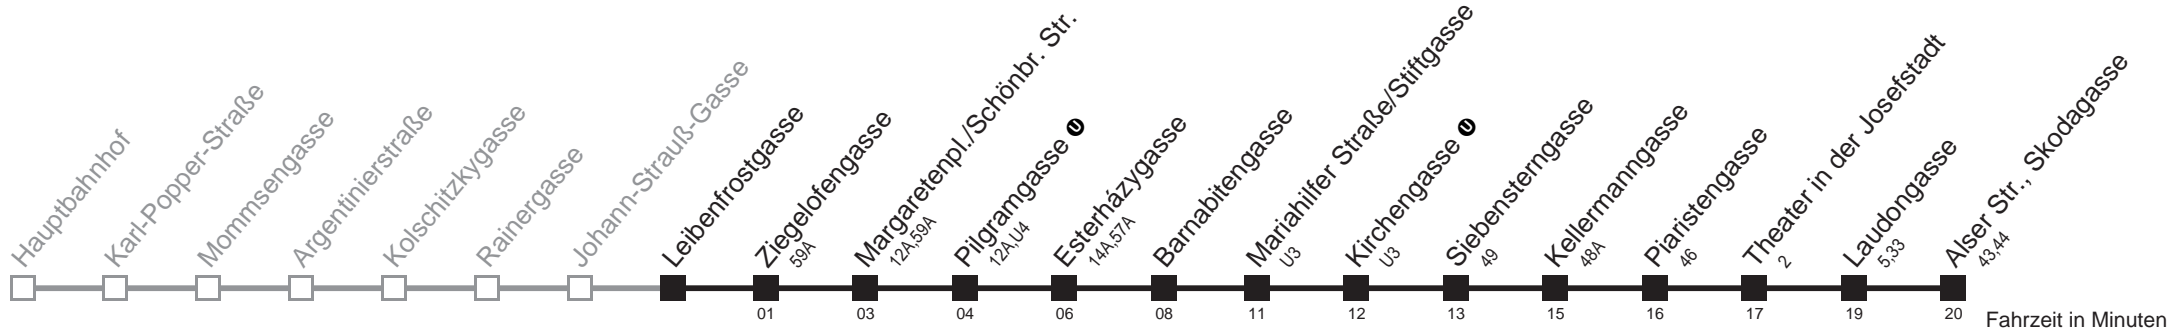 Hauptbahnhof
Karl-Popper-Straße
Mommsengasse
Argentinierstraße
Kolschitzkygasse
Rainergasse
Johann-Strauß-Gasse
Leibenfrostgasse
Ziegelofengasse
59A
Margaretenpl./Schönbr. Str.
12A,59A
Pilgramgasse U
12A,U4
Esterházygasse
14A,57A
Barnabitengasse
Mariahilfer Straße/Stiftgasse
U3
Kirchengasse U
U3
Siebensterngasse
49
Kellermanngasse
48A
Piaristengasse
46
Theater in der Josefstadt
2
Laudongasse
5,33
Alser Str., Skodagasse
43,44
01 03 04 06 08 11 12 13 15 16 17 19 20 Fahrzeit in Minuten